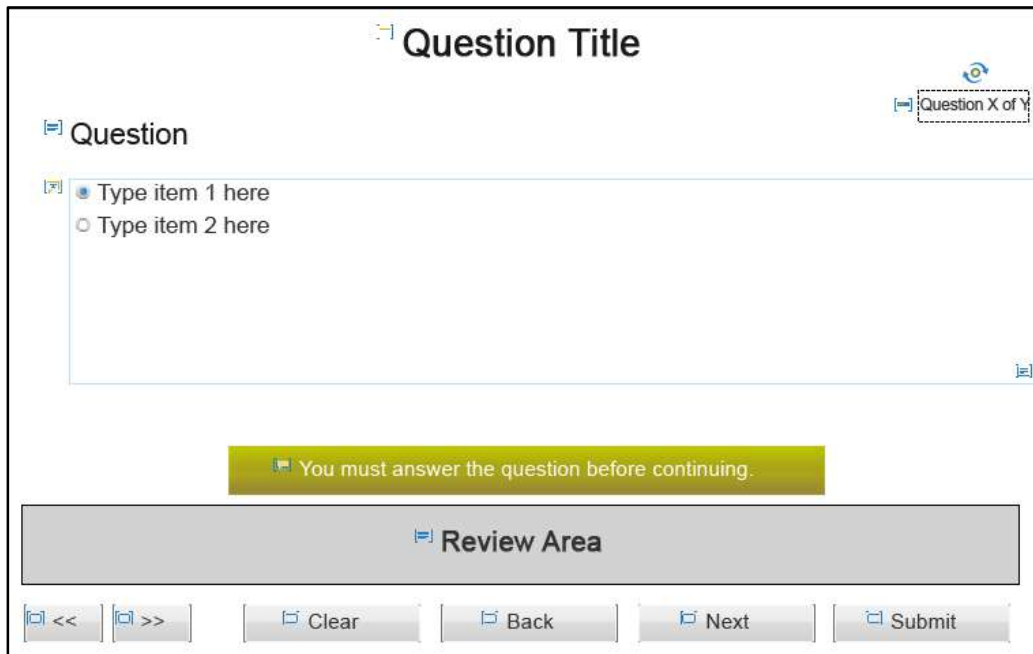 Question Title
Question X of Y
Question
Type item 1 here
Type item 2 here
You must answer the question before continuing.
Review Area
<< >> Clear Back Next Submit